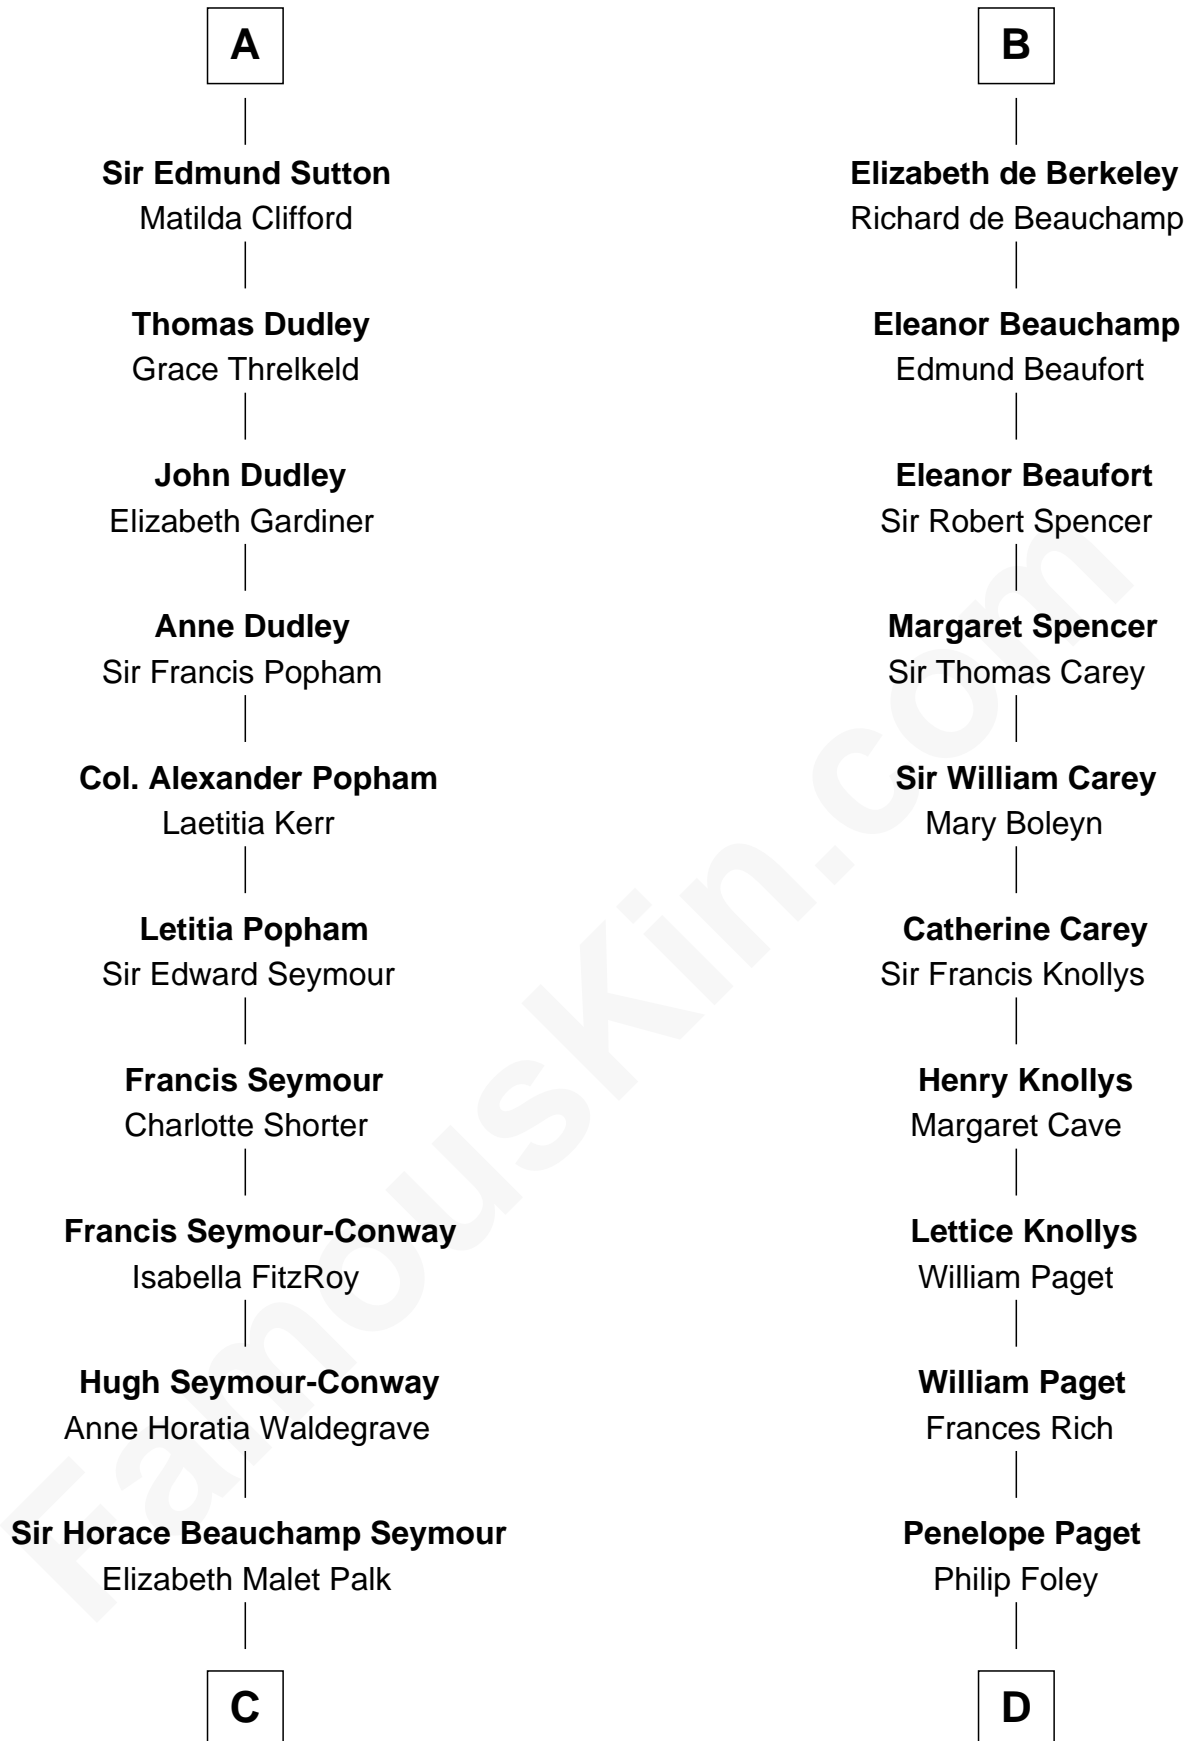 A
Sir Edmund Sutton
Matilda Clifford
Thomas Dudley
Grace Threlkeld
John Dudley
Elizabeth Gardiner
Anne Dudley
Sir Francis Popham
Col. Alexander Popham
Laetitia Kerr
Letitia Popham
Sir Edward Seymour
Francis Seymour
Charlotte Shorter
Francis Seymour-Conway
Isabella FitzRoy
Hugh Seymour-Conway
Anne Horatia Waldegrave
Sir Horace Beauchamp Seymour
Elizabeth Malet Palk
C
B
Elizabeth de Berkeley
Richard de Beauchamp
Eleanor Beauchamp
Edmund Beaufort
Eleanor Beaufort
Sir Robert Spencer
Margaret Spencer
Sir Thomas Carey
Sir William Carey
Mary Boleyn
Catherine Carey
Sir Francis Knollys
Henry Knollys
Margaret Cave
Lettice Knollys
William Paget
William Paget
Frances Rich
Penelope Paget
Philip Foley
D
FamousKin.com